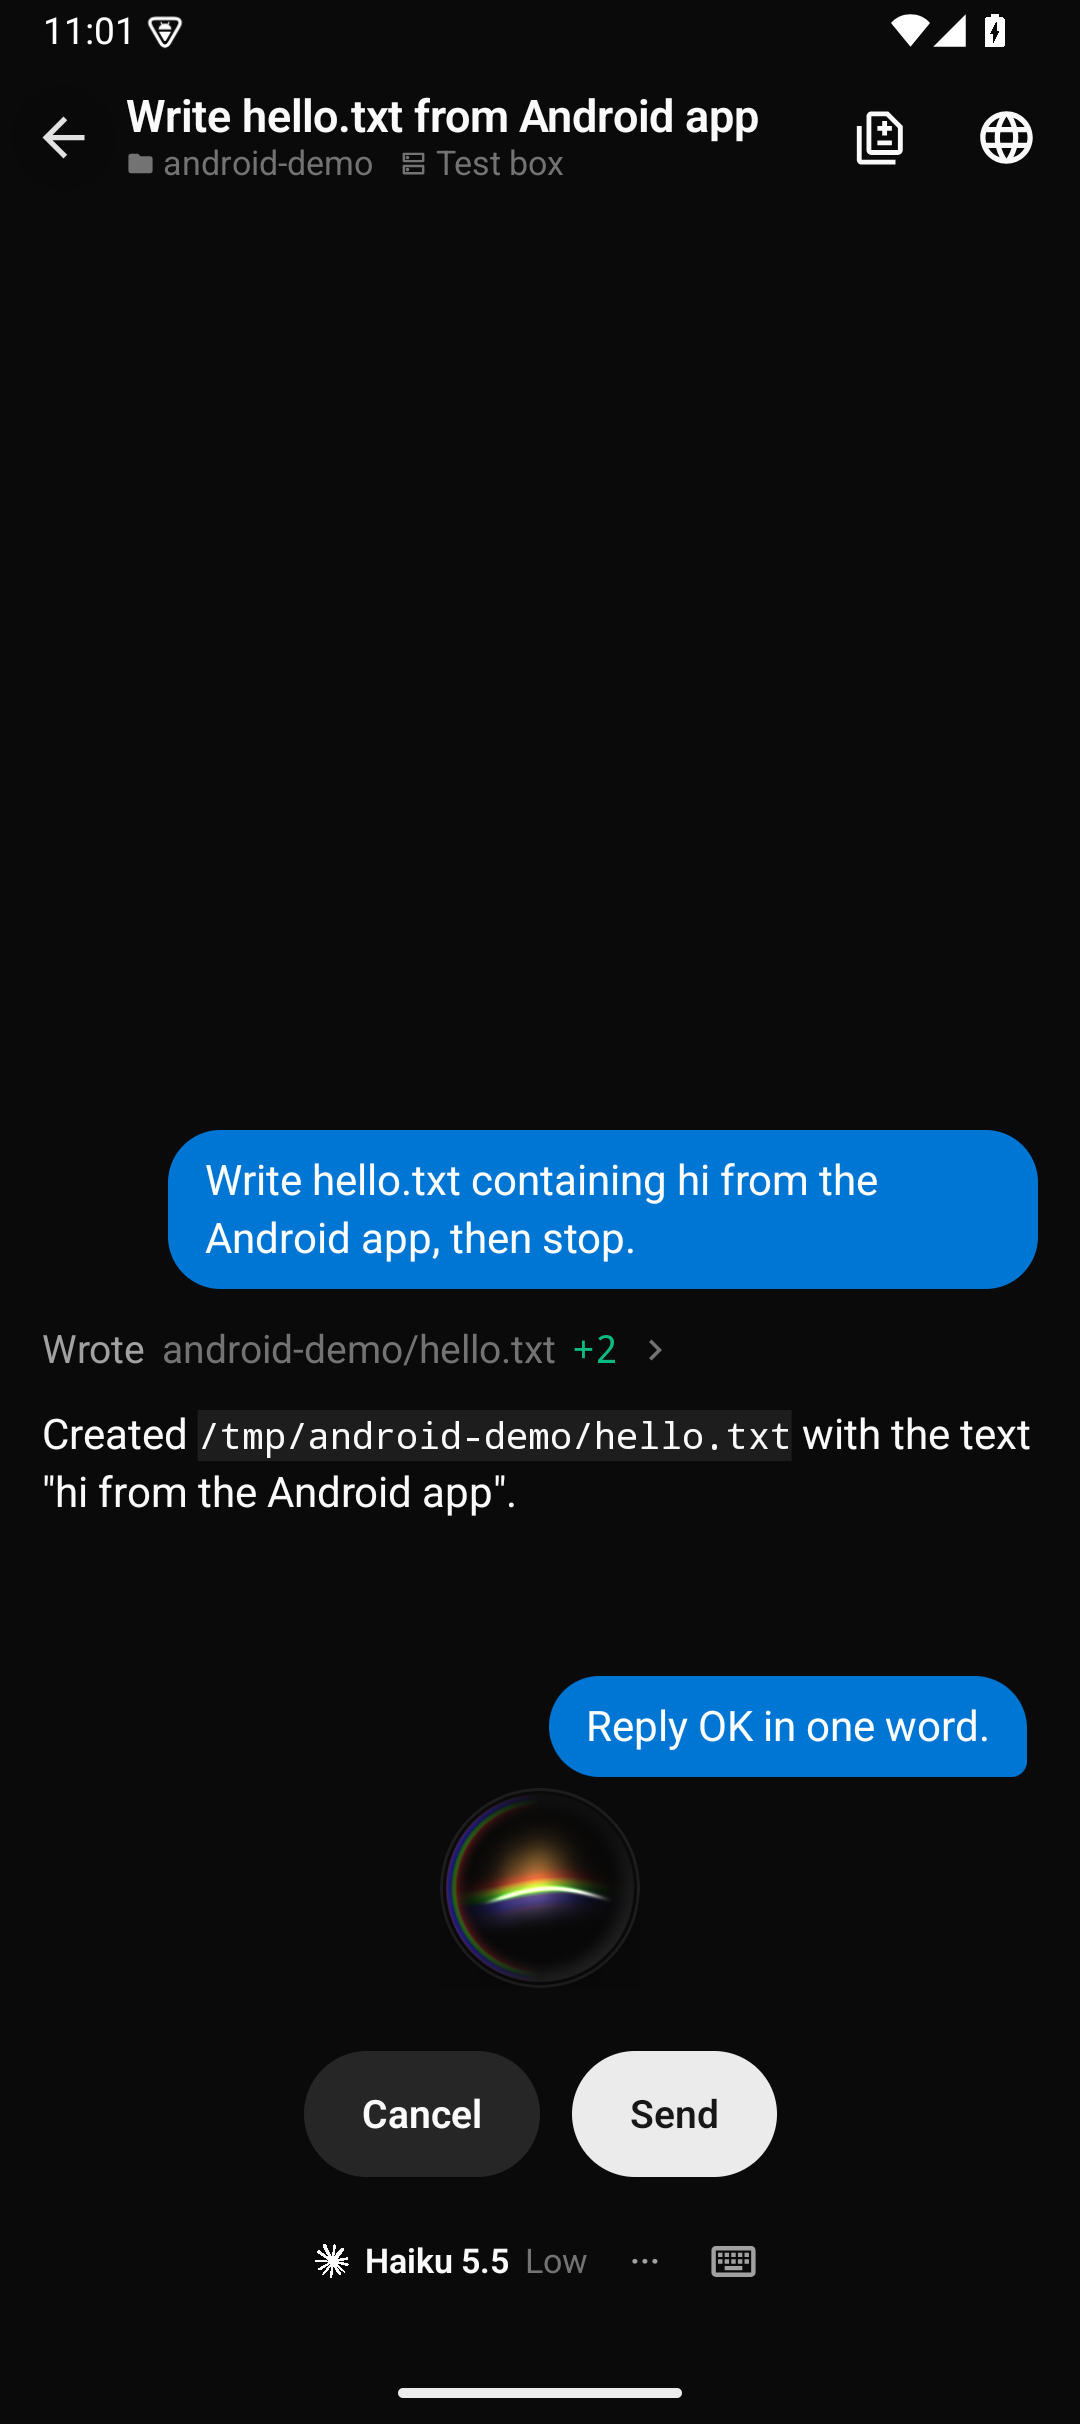 11:01
Write hello.txt from Android app
android-demo Test box
Write hello.txt containing hi from the
Android app, then stop.
Wrote android-demo/hello.txt +2
Created /tmp/android-demo/hello.txt with the text
"hi from the Android app".
Reply OK in one word.
Cancel Send
Haiku 5.5 Low ...